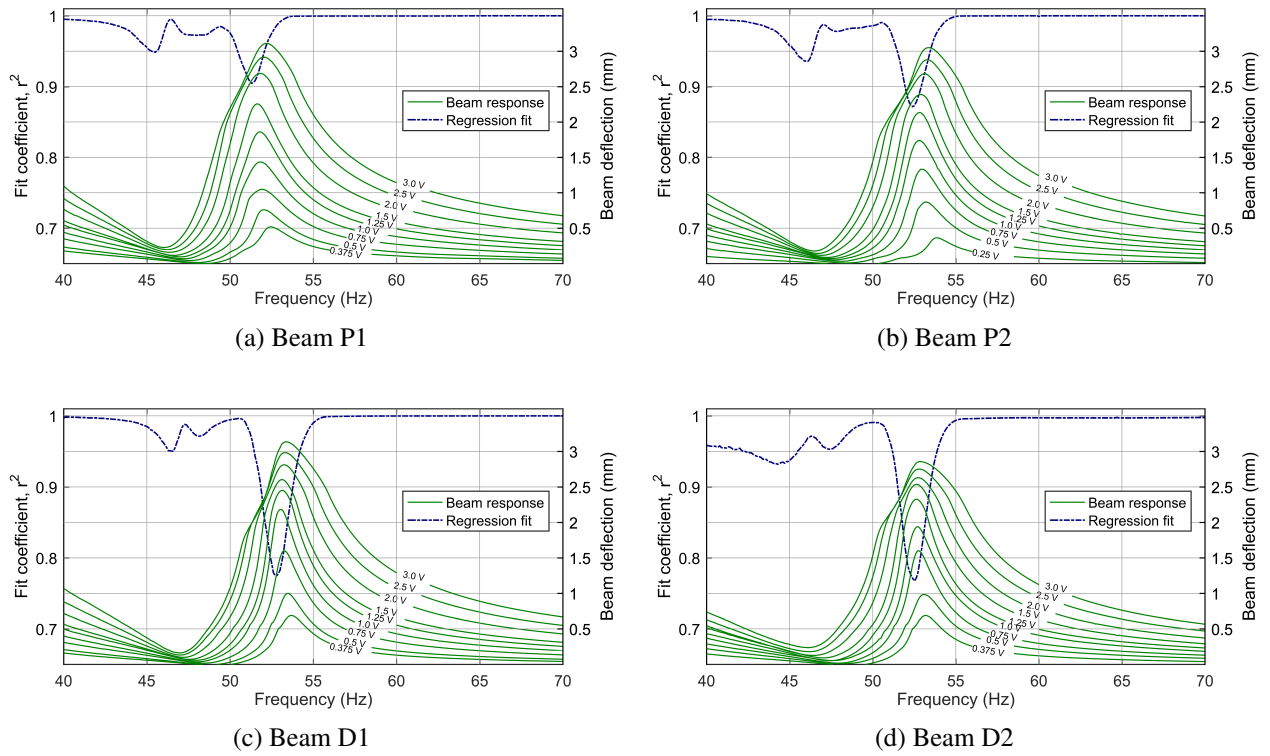 1
0.9
0.8
0.7
Fit coefficient, r²
3
2.5
2
1.5
1
0.5
Beam deflection (mm)
Beam response
Regression fit
3.0 V
2.5 V
2.0 V
1.5 V
1.25 V
1.0 V
0.75 V
0.5 V
0.375 V
40 45 50 55 60 65 70
Frequency (Hz)
(a) Beam P1
1
0.9
0.8
0.7
Fit coefficient, r²
3
2.5
2
1.5
1
0.5
Beam deflection (mm)
Beam response
Regression fit
3.0 V
2.5 V
2.0 V
1.5 V
1.25 V
1.0 V
0.75 V
0.5 V
0.25 V
40 45 50 55 60 65 70
Frequency (Hz)
(b) Beam P2
1
0.9
0.8
0.7
Fit coefficient, r²
3
2.5
2
1.5
1
0.5
Beam deflection (mm)
Beam response
Regression fit
3.0 V
2.5 V
2.0 V
1.5 V
1.25 V
1.0 V
0.75 V
0.5 V
0.375 V
40 45 50 55 60 65 70
Frequency (Hz)
(c) Beam D1
1
0.9
0.8
0.7
Fit coefficient, r²
3
2.5
2
1.5
1
0.5
Beam deflection (mm)
Beam response
Regression fit
3.0 V
2.5 V
2.0 V
1.5 V
1.25 V
1.0 V
0.75 V
0.5 V
0.375 V
40 45 50 55 60 65 70
Frequency (Hz)
(d) Beam D2